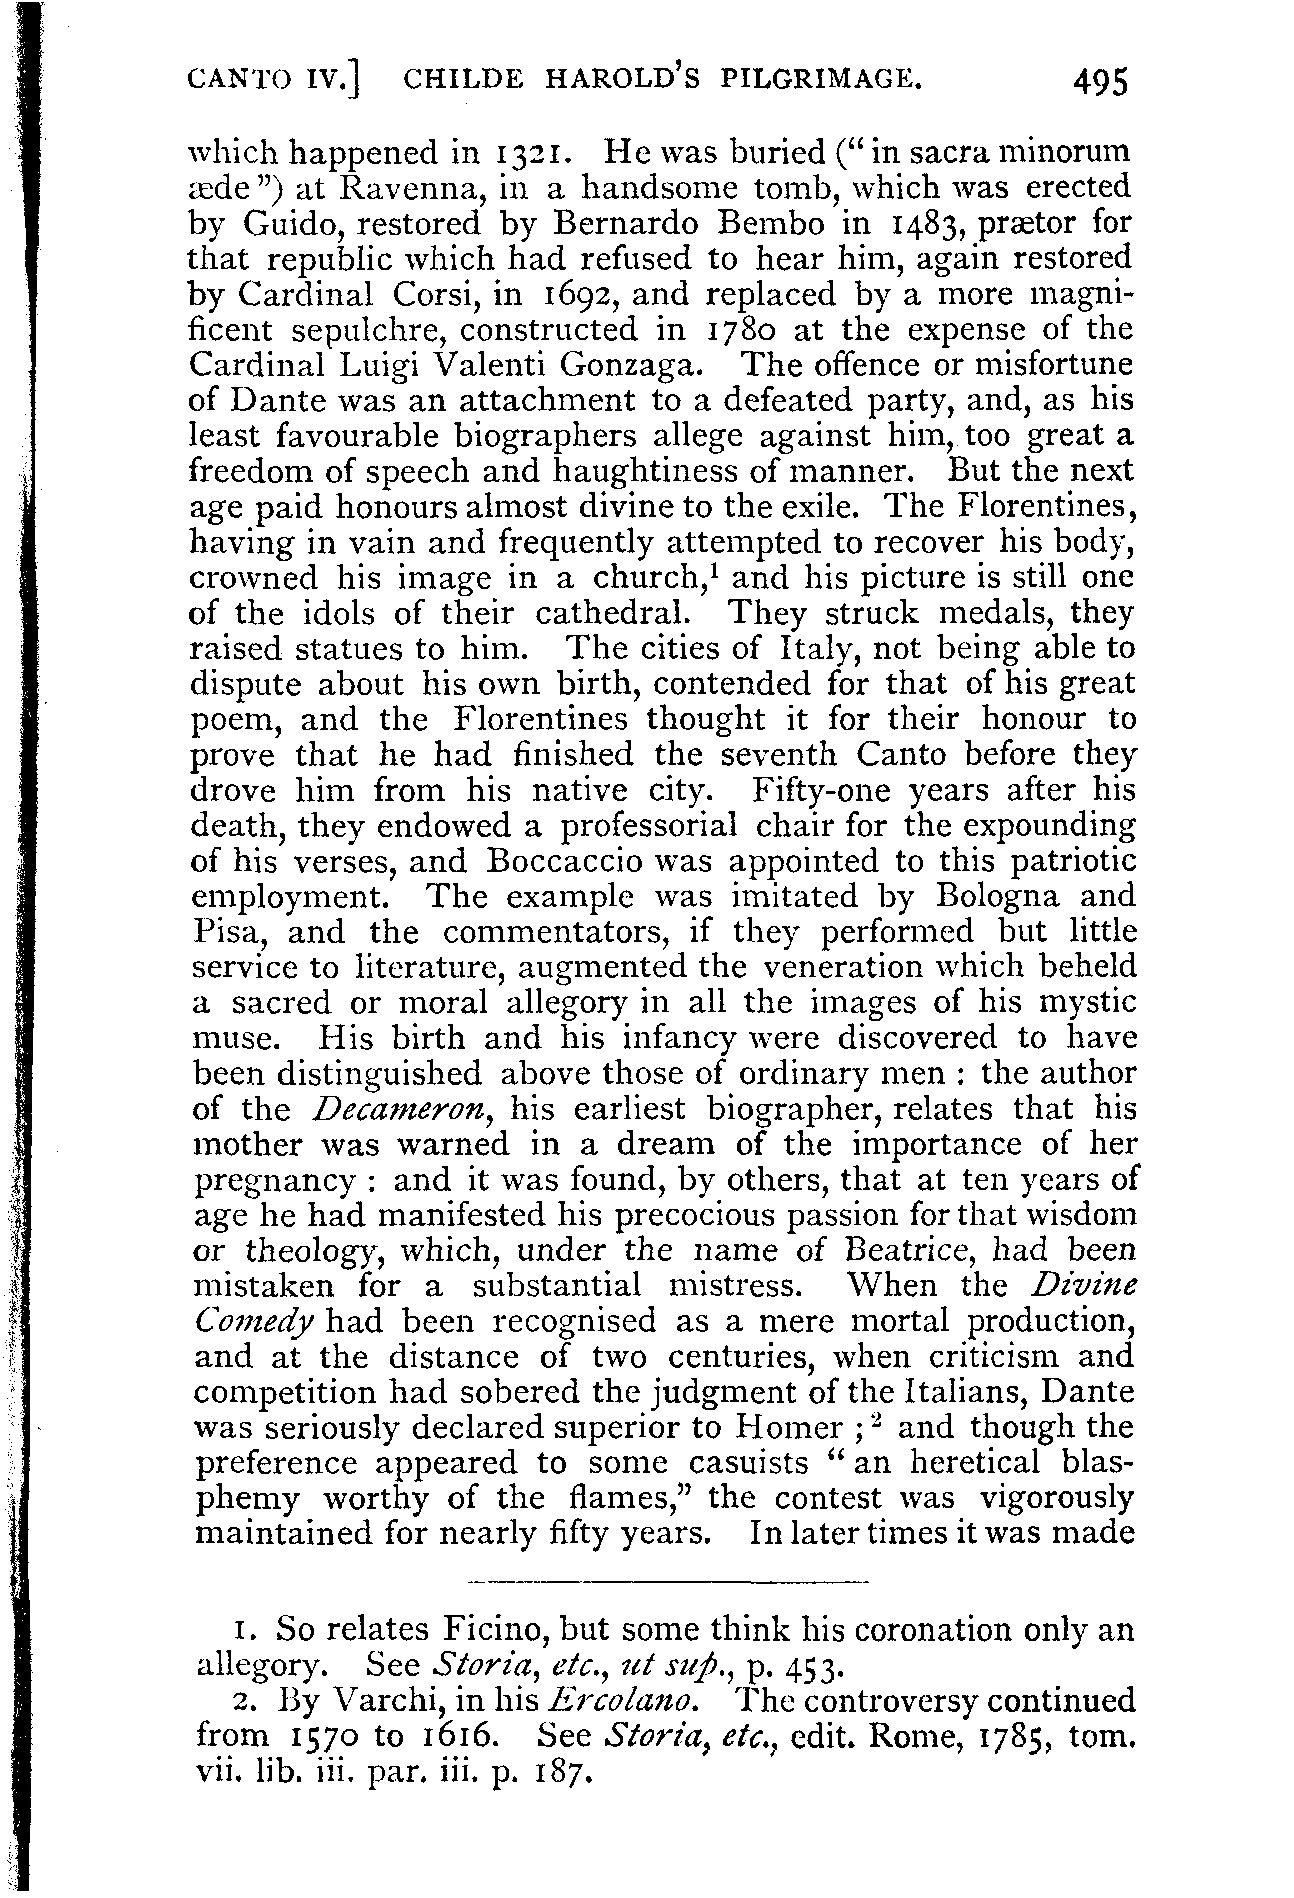 CANTO IV.] CHILDE HAROLD'S PILGRIMAGE. 495
which happened in 1321. He was buried (“in sacra minorum
æde”) at Ravenna, in a handsome tomb, which was erected
by Guido, restored by Bernardo Bembo in 1483, prætor for
that republic which had refused to hear him, again restored
by Cardinal Corsi, in 1692, and replaced by a more magni-
ficent sepulchre, constructed in 1780 at the expense of the
Cardinal Luigi Valenti Gonzaga. The offence or misfortune
of Dante was an attachment to a defeated party, and, as his
least favourable biographers allege against him, too great a
freedom of speech and haughtiness of manner. But the next
age paid honours almost divine to the exile. The Florentines,
having in vain and frequently attempted to recover his body,
crowned his image in a church,¹ and his picture is still one
of the idols of their cathedral. They struck medals, they
raised statues to him. The cities of Italy, not being able to
dispute about his own birth, contended for that of his great
poem, and the Florentines thought it for their honour to
prove that he had finished the seventh Canto before they
drove him from his native city. Fifty-one years after his
death, they endowed a professorial chair for the expounding
of his verses, and Boccaccio was appointed to this patriotic
employment. The example was imitated by Bologna and
Pisa, and the commentators, if they performed but little
service to literature, augmented the veneration which beheld
a sacred or moral allegory in all the images of his mystic
muse. His birth and his infancy were discovered to have
been distinguished above those of ordinary men : the author
of the Decameron, his earliest biographer, relates that his
mother was warned in a dream of the importance of her
pregnancy : and it was found, by others, that at ten years of
age he had manifested his precocious passion for that wisdom
or theology, which, under the name of Beatrice, had been
mistaken for a substantial mistress. When the Divine
Comedy had been recognised as a mere mortal production,
and at the distance of two centuries, when criticism and
competition had sobered the judgment of the Italians, Dante
was seriously declared superior to Homer ;² and though the
preference appeared to some casuists “an heretical blas-
phemy worthy of the flames,” the contest was vigorously
maintained for nearly fifty years. In later times it was made
1. So relates Ficino, but some think his coronation only an
allegory. See Storia, etc., ut sup., p. 453.
2. By Varchi, in his Ercolano. The controversy continued
from 1570 to 1616. See Storia, etc., edit. Rome, 1785, tom.
vii. lib. iii. par. iii. p. 187.